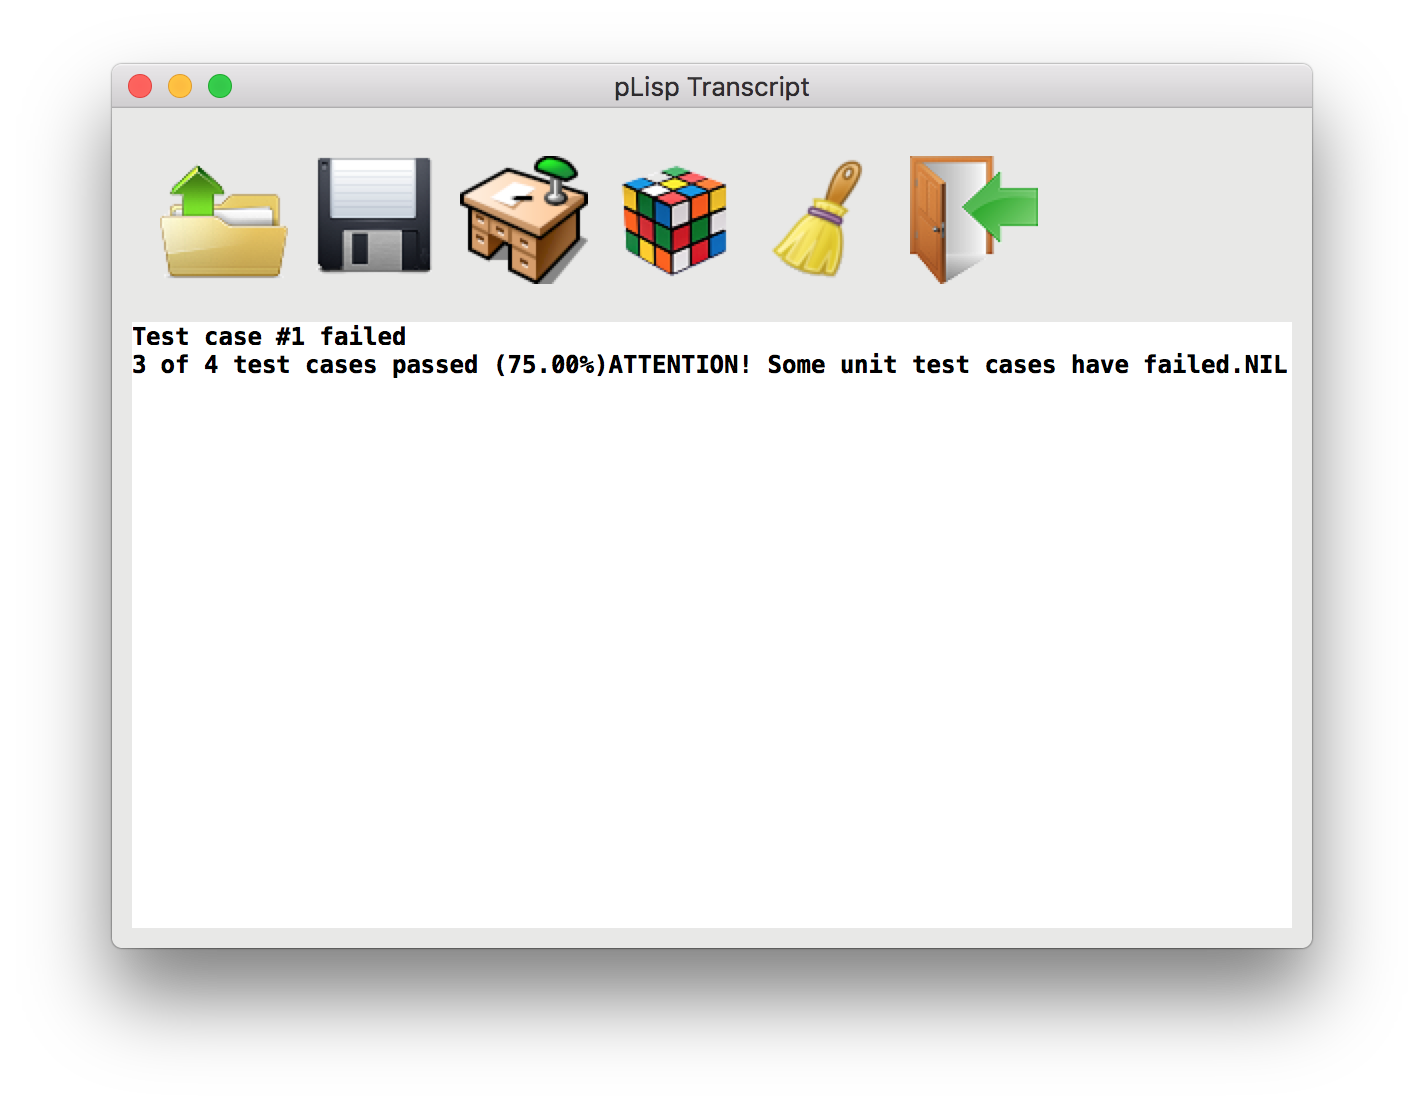 pLisp Transcript
Test case #1 failed
3 of 4 test cases passed (75.00%)ATTENTION! Some unit test cases have failed.NIL